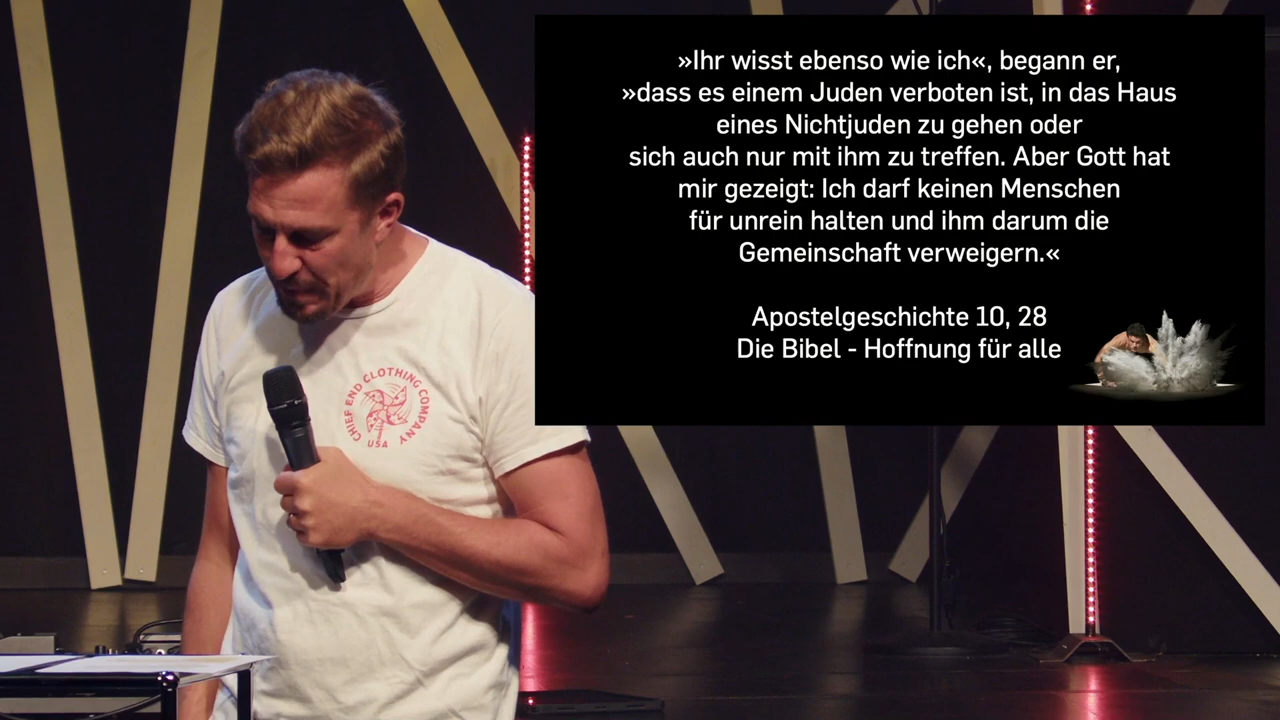 »Ihr wisst ebenso wie ich«, begann er,
»dass es einem Juden verboten ist, in das Haus
eines Nichtjuden zu gehen oder
sich auch nur mit ihm zu treffen. Aber Gott hat
mir gezeigt: Ich darf keinen Menschen
für unrein halten und ihm darum die
Gemeinschaft verweigern.«
Apostelgeschichte 10, 28
Die Bibel - Hoffnung für alle
CHIEF END CLOTHING COMPANY
USA